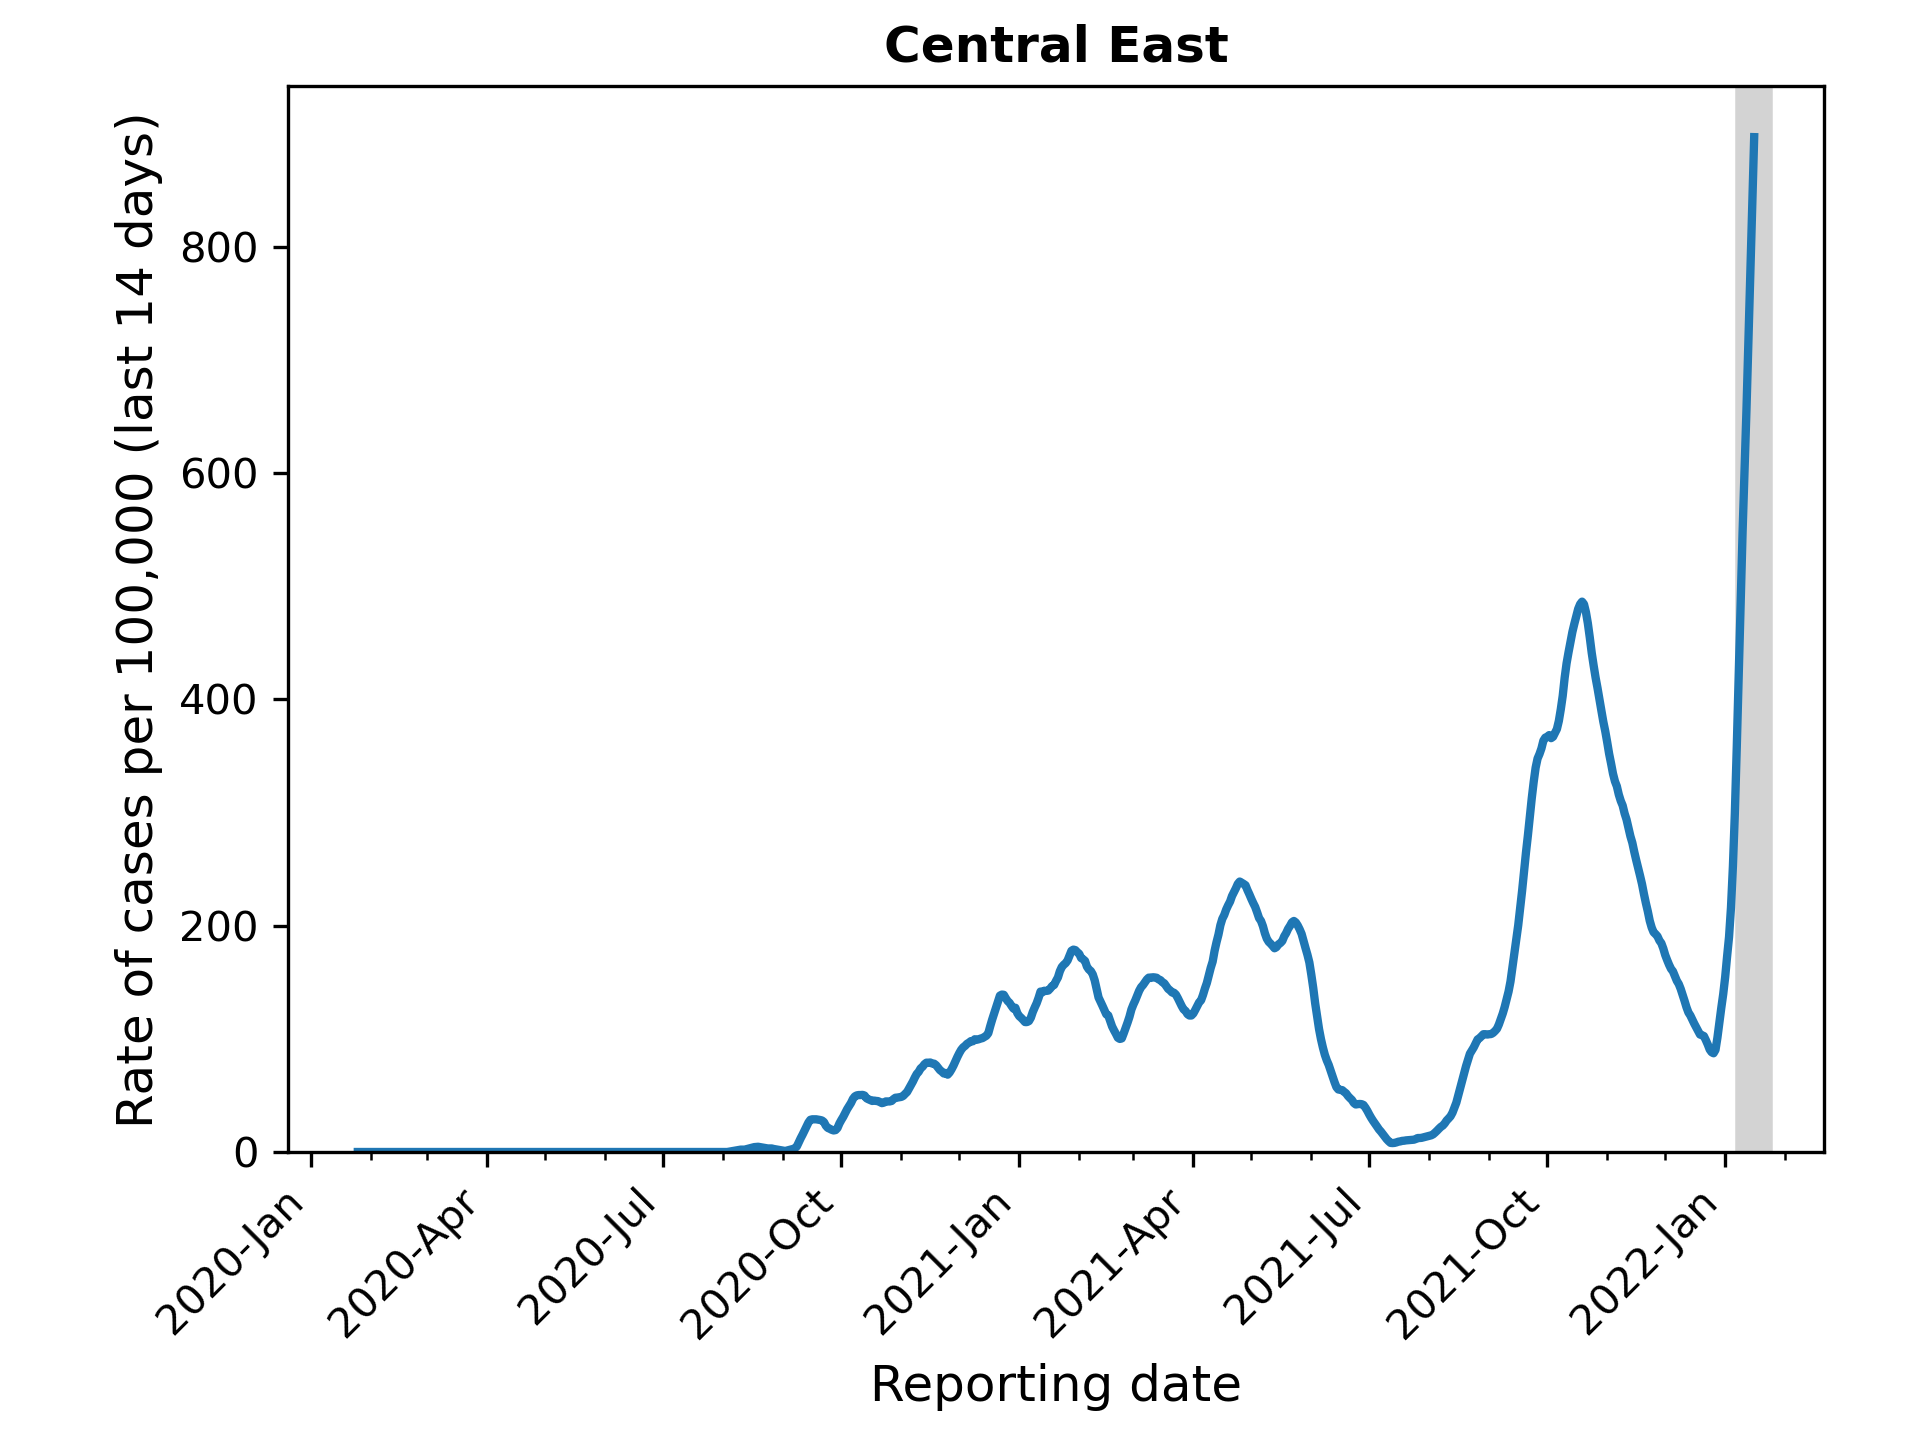 Central East
Rate of cases per 100,000 (last 14 days)
800
600
400
200
0
2020-Jan
2020-Apr
2020-Jul
2020-Oct
2021-Jan
2021-Apr
2021-Jul
2021-Oct
2022-Jan
Reporting date